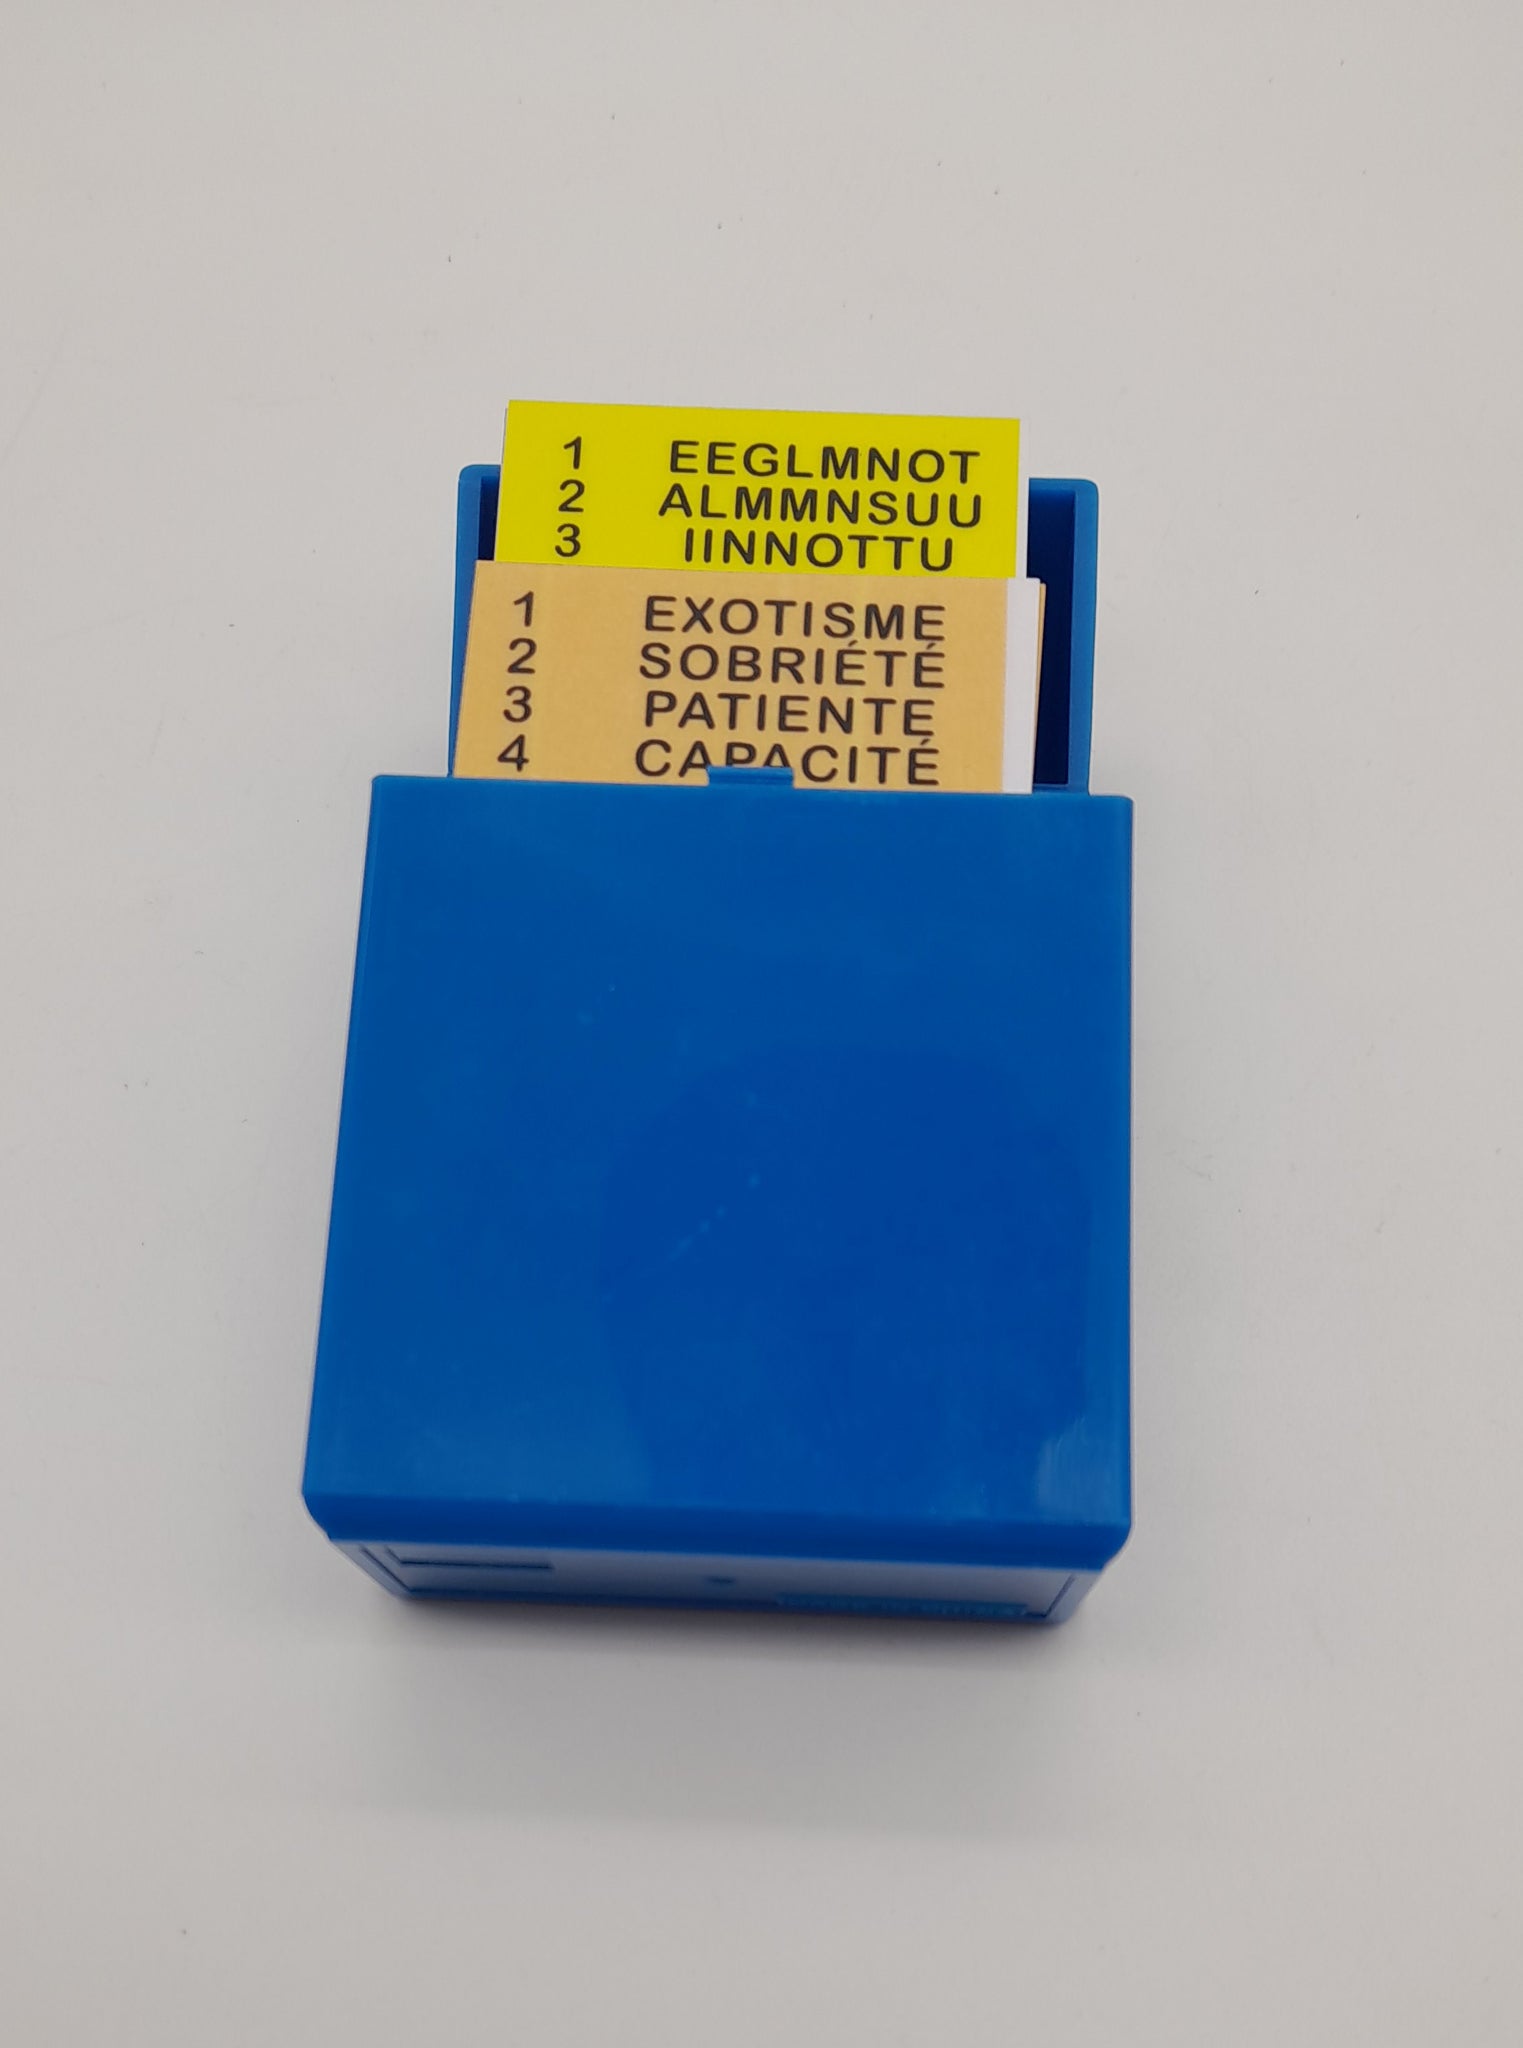 1 EEGLMNOT
2 ALMMNSUU
3 IINNOTTU
1 EXOTISME
2 SOBRIÉTÉ
3 PATIENTE
4 CAPACITÉ